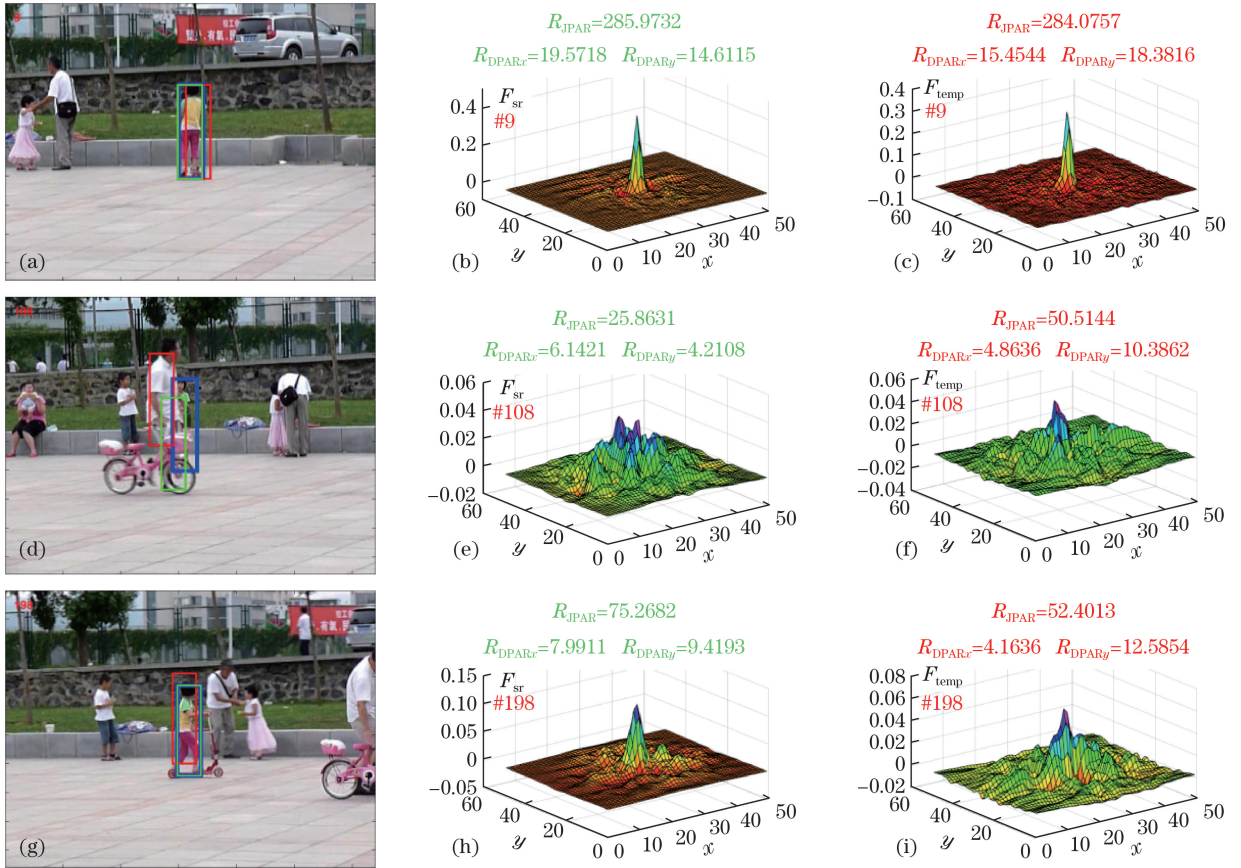 9
(a)
R_JPAR=285.9732
R_DPARx=19.5718 R_DPARy=14.6115
F_sr
#9
0.4
0.2
0
60
40
20
0
y
0 10 20 30 40 50
x
(b)
R_JPAR=284.0757
R_DPARx=15.4544 R_DPARy=18.3816
F_temp
#9
0.4
0.3
0.2
0.1
0
−0.1
60
40
20
0
y
0 10 20 30 40 50
x
(c)
108
(d)
R_JPAR=25.8631
R_DPARx=6.1421 R_DPARy=4.2108
F_sr
#108
0.06
0.04
0.02
0
−0.02
60
40
20
0
y
0 10 20 30 40 50
x
(e)
R_JPAR=50.5144
R_DPARx=4.8636 R_DPARy=10.3862
F_temp
#108
0.06
0.04
0.02
0
−0.02
−0.04
60
40
20
0
y
0 10 20 30 40 50
x
(f)
198
(g)
R_JPAR=75.2682
R_DPARx=7.9911 R_DPARy=9.4193
F_sr
#198
0.15
0.10
0.05
0
−0.05
60
40
20
0
y
0 10 20 30 40 50
x
(h)
R_JPAR=52.4013
R_DPARx=4.1636 R_DPARy=12.5854
F_temp
#198
0.08
0.06
0.04
0.02
0
−0.02
60
40
20
0
y
0 10 20 30 40 50
x
(i)